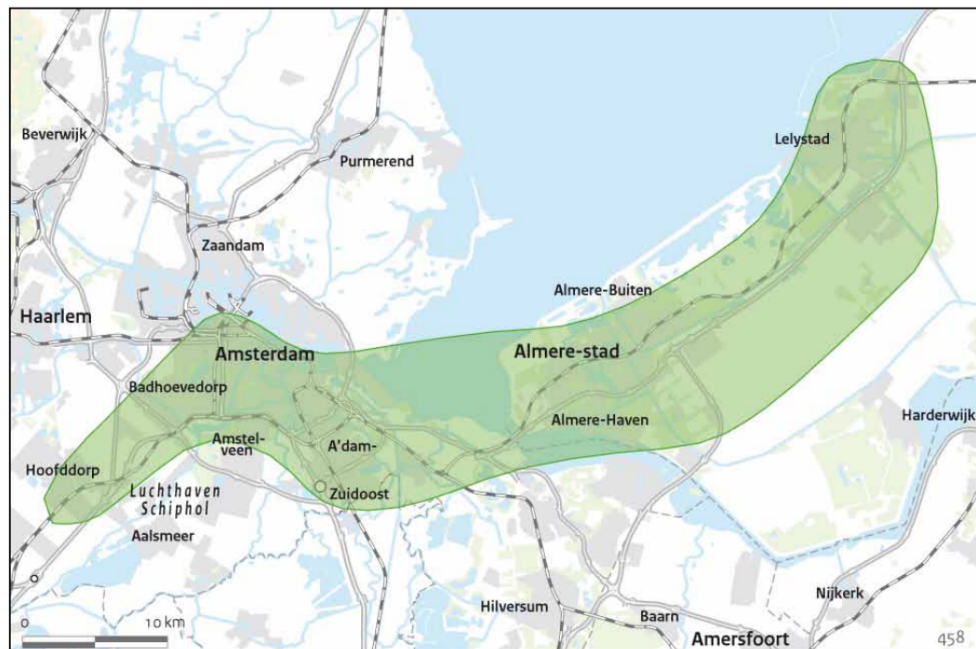 Beverwijk
Purmerend
Lelystad
Zaandam
Almere-Buiten
Haarlem
Amsterdam
Almere-stad
Badhoevedorp
Almere-Haven
Harderwijk
Amstel-
veen
A'dam-
Hoofddorp
Zuidoost
Luchthaven
Schiphol
Aalsmeer
Nijkerk
Hilversum
Baarn
Amersfoort
0 10 km
458